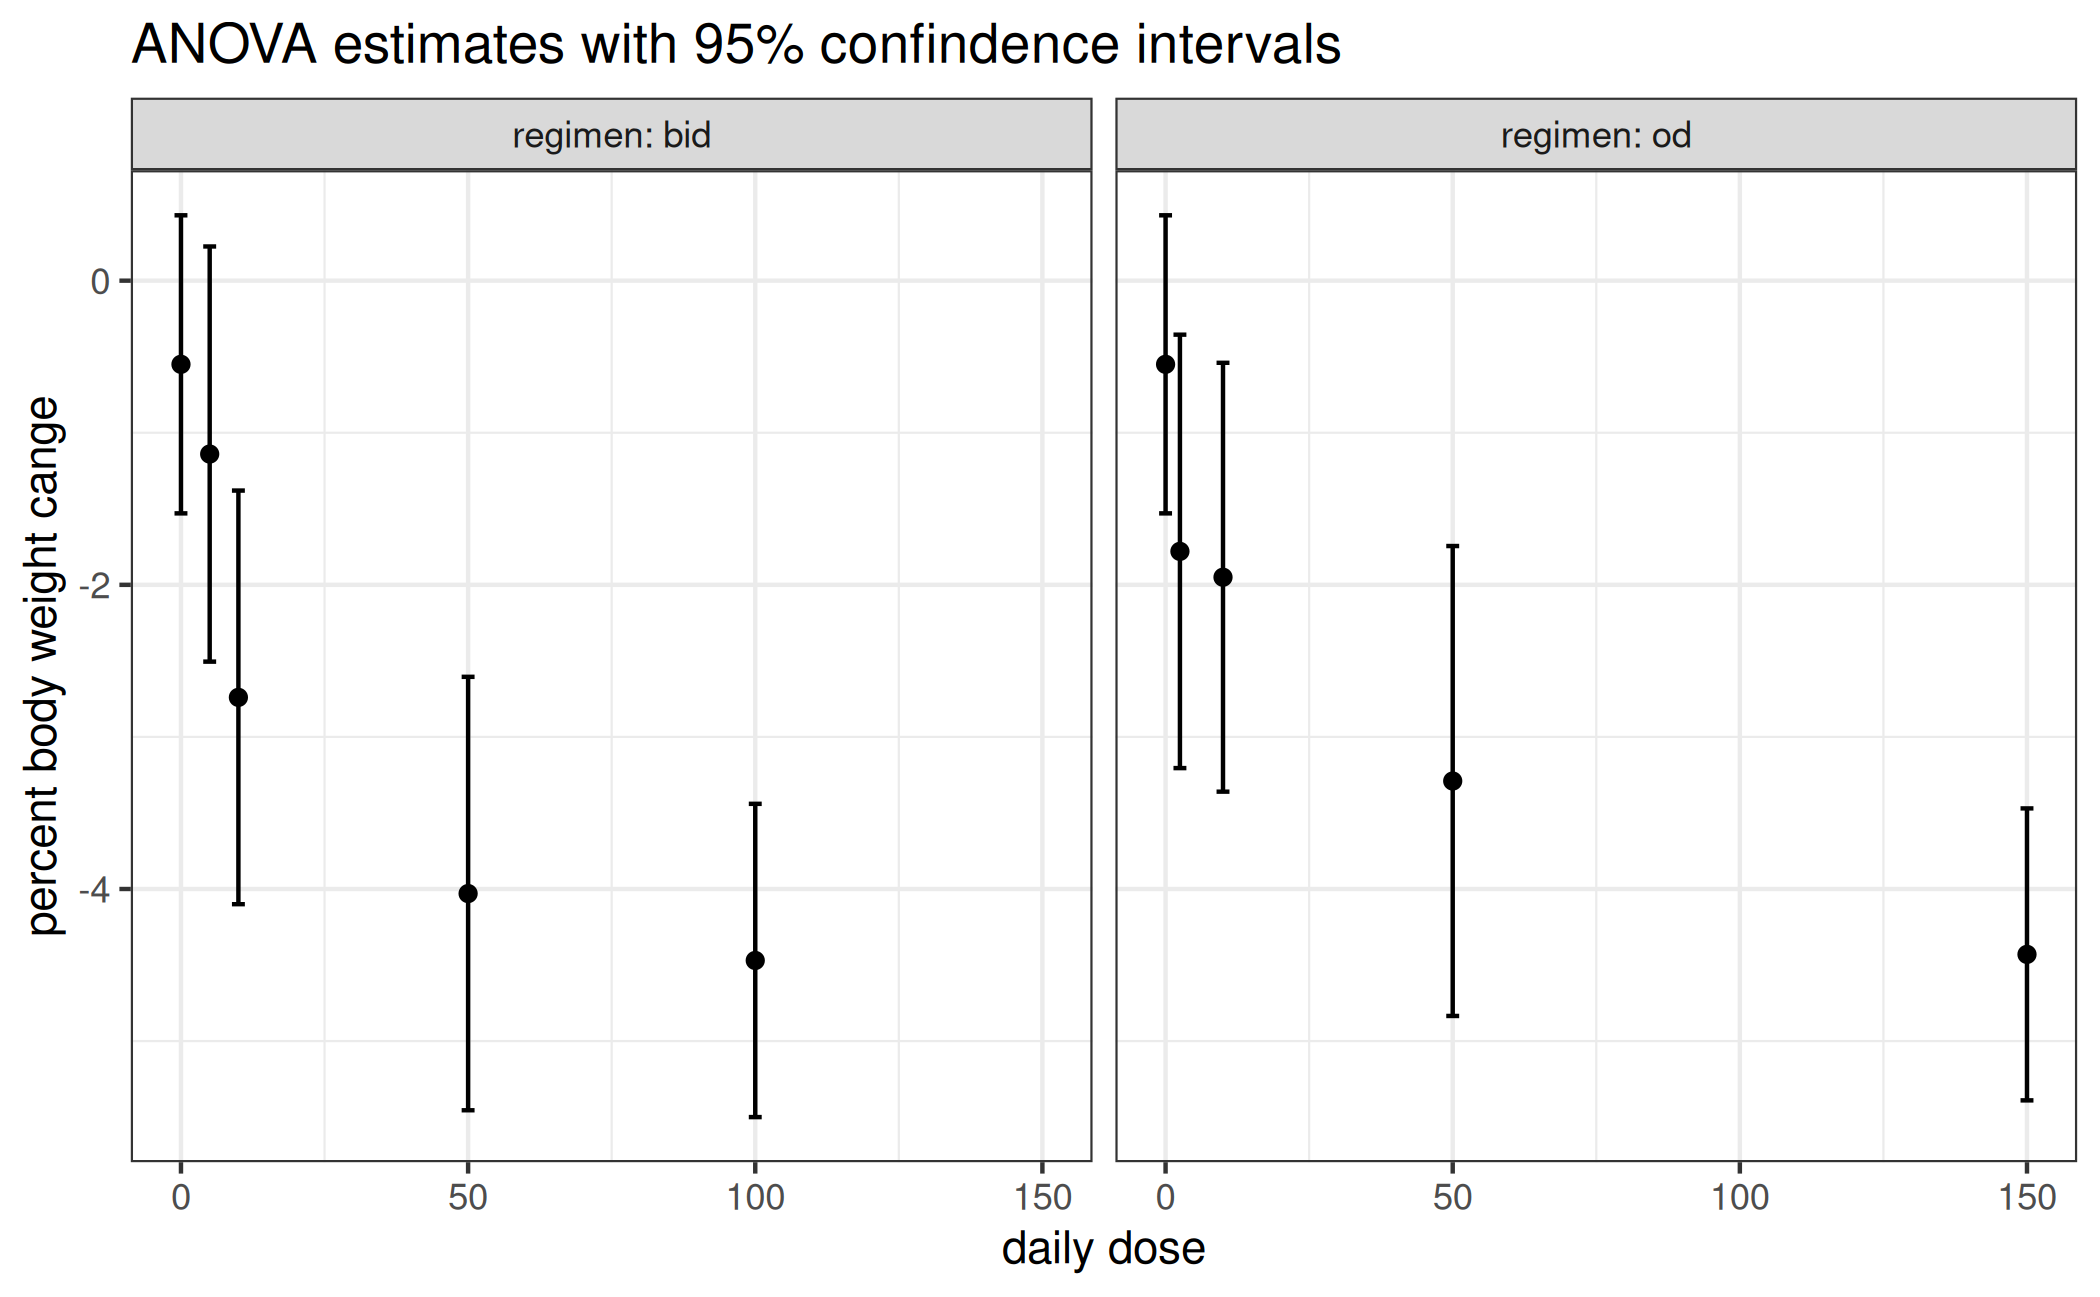 ANOVA estimates with 95% confindence intervals
regimen: bid
regimen: od
percent body weight cange
0
-2
-4
0 50 100 150
0 50 100 150
daily dose